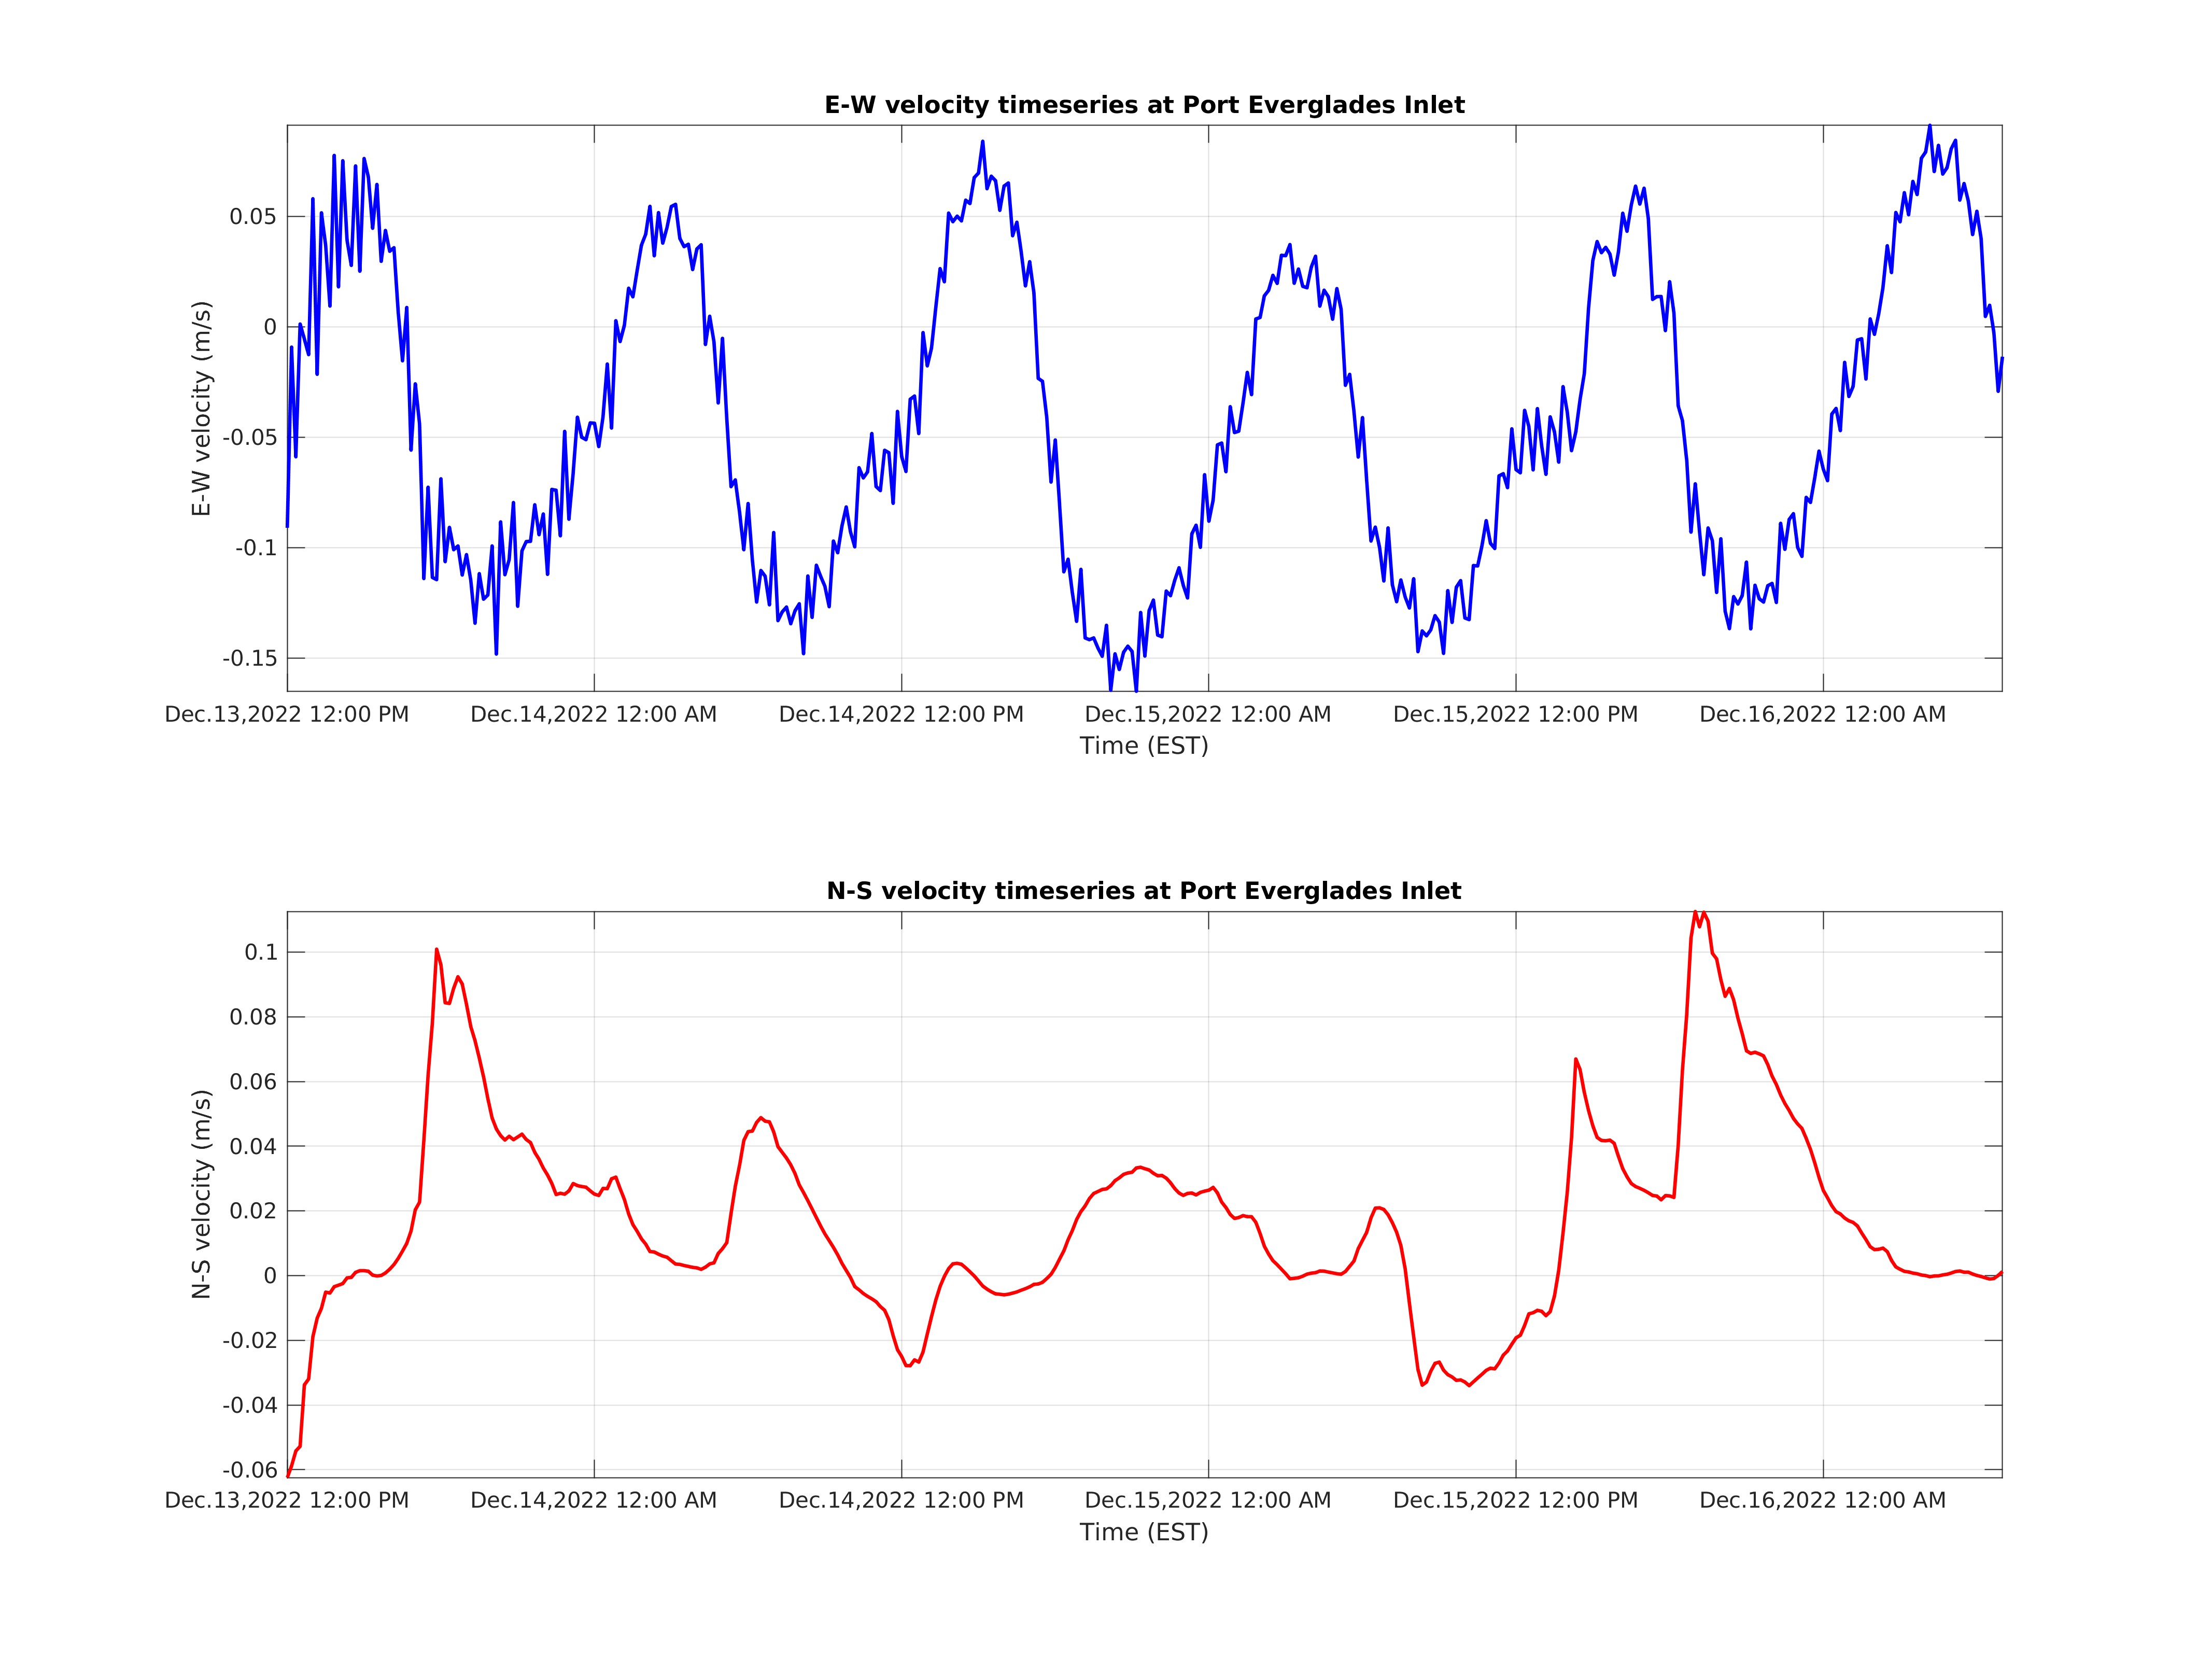 E-W velocity timeseries at Port Everglades Inlet
E-W velocity (m/s)
0.05
0
-0.05
-0.1
-0.15
Dec.13,2022 12:00 PM Dec.14,2022 12:00 AM Dec.14,2022 12:00 PM Dec.15,2022 12:00 AM Dec.15,2022 12:00 PM Dec.16,2022 12:00 AM
Time (EST)
N-S velocity timeseries at Port Everglades Inlet
N-S velocity (m/s)
0.1
0.08
0.06
0.04
0.02
0
-0.02
-0.04
-0.06
Dec.13,2022 12:00 PM Dec.14,2022 12:00 AM Dec.14,2022 12:00 PM Dec.15,2022 12:00 AM Dec.15,2022 12:00 PM Dec.16,2022 12:00 AM
Time (EST)